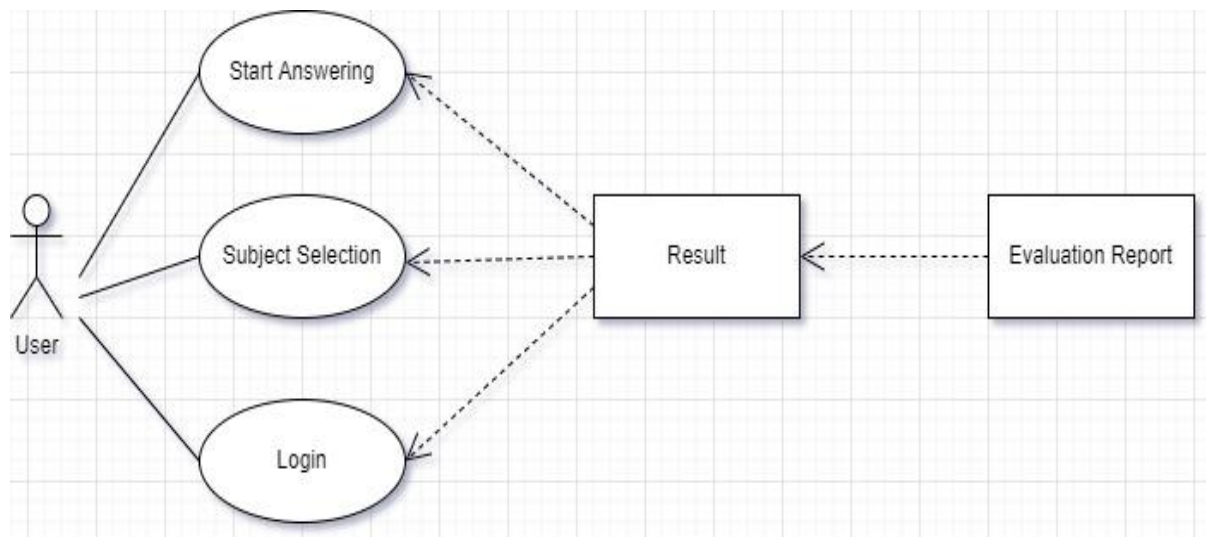 Start Answering
Subject Selection
Result
Evaluation Report
User
Login